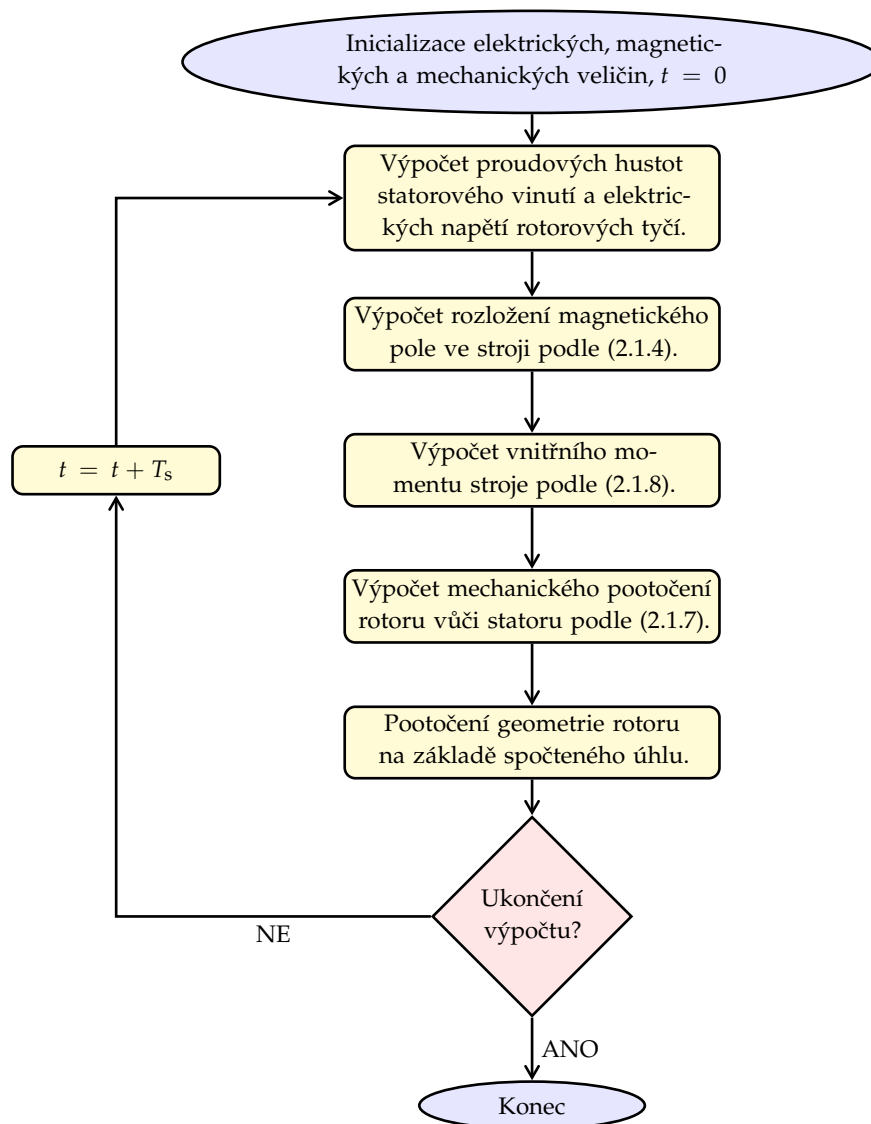 Inicializace elektrických, magnetic-
kých a mechanických veličin, t = 0
Výpočet proudových hustot
statorového vinutí a elektric-
kých napětí rotorových tyčí.
Výpočet rozložení magnetického
pole ve stroji podle (2.1.4).
Výpočet vnitřního mo-
mentu stroje podle (2.1.8).
t = t + Ts
Výpočet mechanického pootočení
rotoru vůči statoru podle (2.1.7).
Pootočení geometrie rotoru
na základě spočteného úhlu.
Ukončení
výpočtu?
NE
ANO
Konec